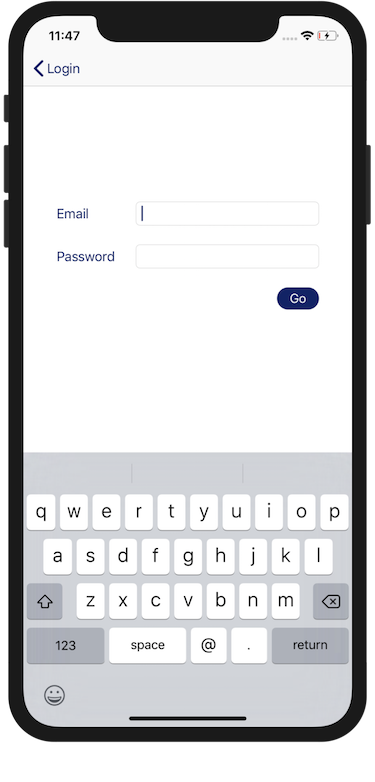 11:47
Login
Email
Password
Go
q w e r t y u i o p
a s d f g h j k l
z x c v b n m
123 space @ . return